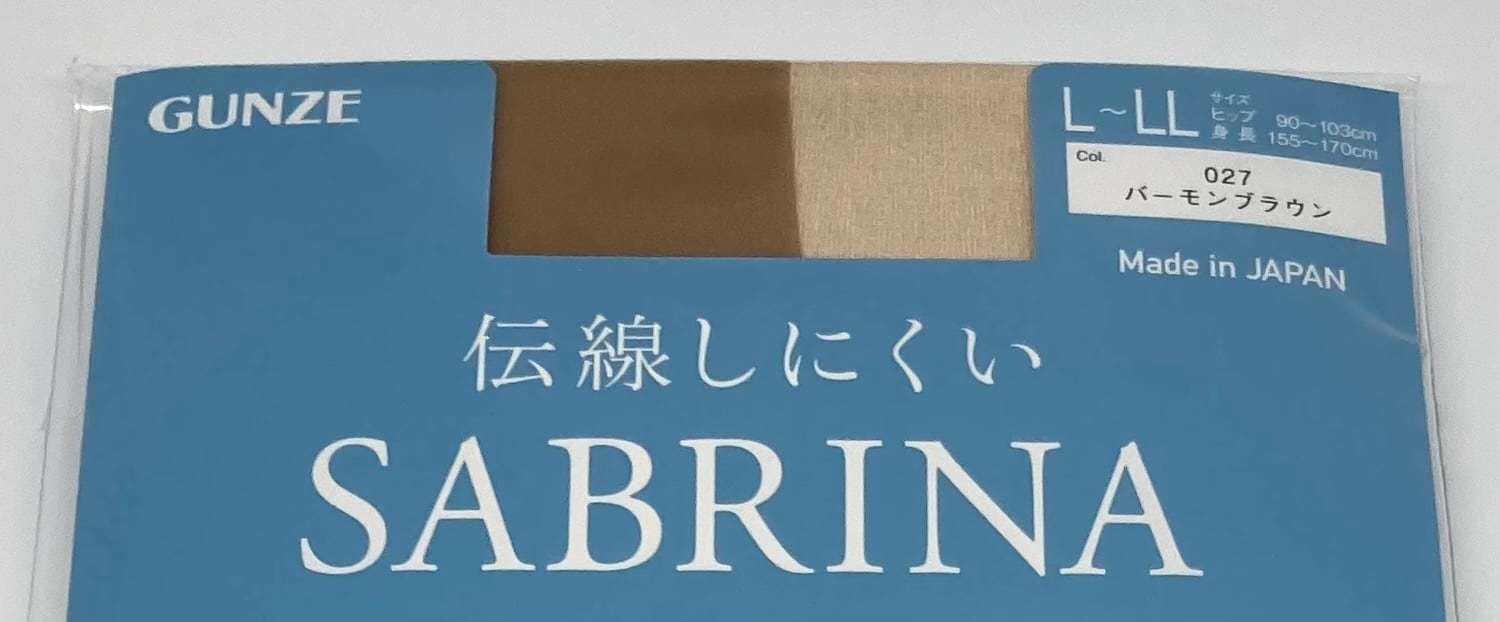 GUNZE
L~LL
サイズ
ヒップ 90~103cm
身長 155~170cm
Col.
027
バーモンブラウン
Made in JAPAN
伝線しにくい
SABRINA